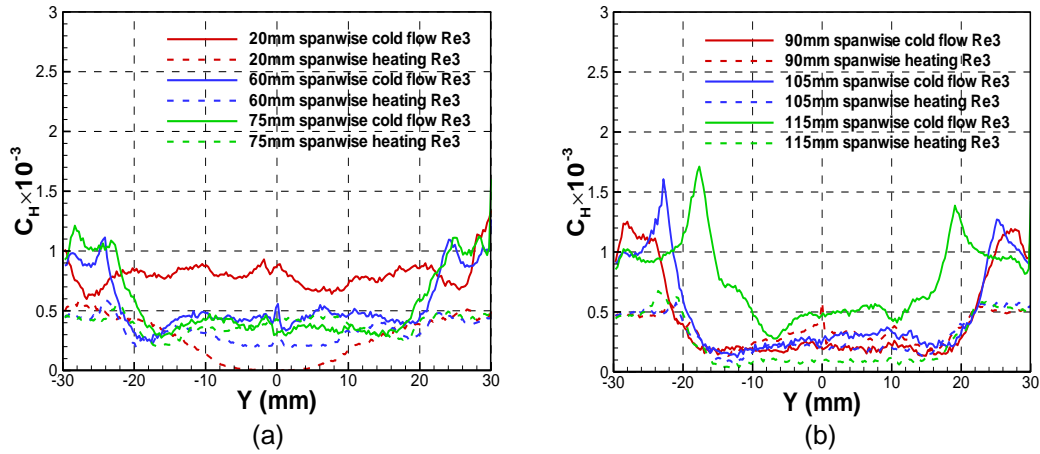 3
2.5
2
1.5
1
0.5
0
C_H×10^-3
20mm spanwise cold flow Re3
20mm spanwise heating Re3
60mm spanwise cold flow Re3
60mm spanwise heating Re3
75mm spanwise cold flow Re3
75mm spanwise heating Re3
-30 -20 -10 0 10 20 30
Y (mm)
(a)
3
2.5
2
1.5
1
0.5
0
C_H×10^-3
90mm spanwise cold flow Re3
90mm spanwise heating Re3
105mm spanwise cold flow Re3
105mm spanwise heating Re3
115mm spanwise cold flow Re3
115mm spanwise heating Re3
-30 -20 -10 0 10 20 30
Y (mm)
(b)